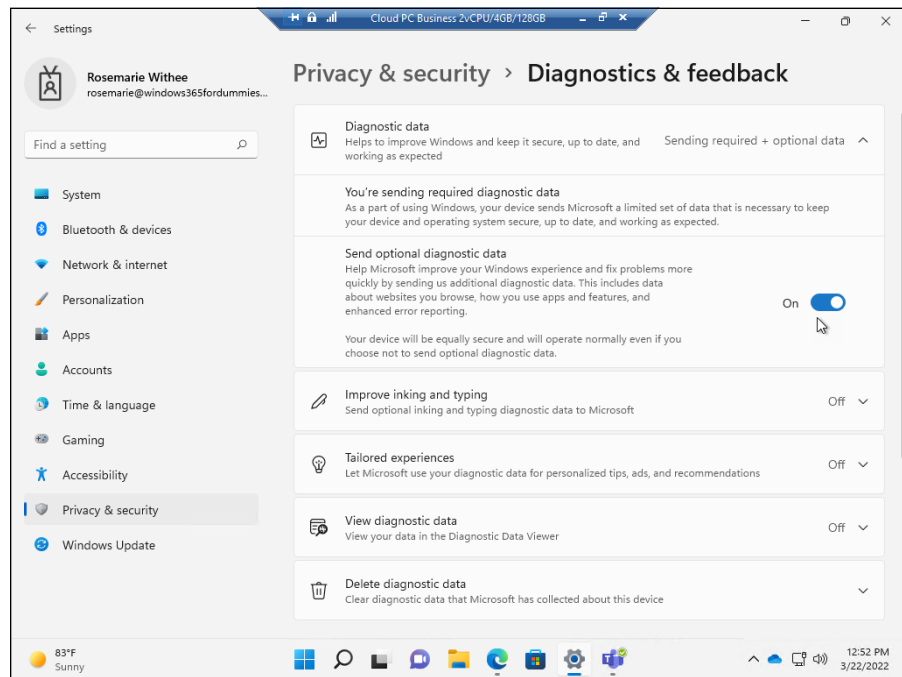 Cloud PC Business 2vCPU/4GB/128GB
Settings
Rosemarie Withee
rosemarie@windows365fordummies...
Find a setting
System
Bluetooth & devices
Network & internet
Personalization
Apps
Accounts
Time & language
Gaming
Accessibility
Privacy & security
Windows Update
Privacy & security > Diagnostics & feedback
Diagnostic data
Helps to improve Windows and keep it secure, up to date, and
working as expected
Sending required + optional data
You're sending required diagnostic data
As a part of using Windows, your device sends Microsoft a limited set of data that is necessary to keep
your device and operating system secure, up to date, and working as expected.
Send optional diagnostic data
Help Microsoft improve your Windows experience and fix problems more
quickly by sending us additional diagnostic data. This includes data
about websites you browse, how you use apps and features, and
enhanced error reporting.
On
Your device will be equally secure and will operate normally even if you
choose not to send optional diagnostic data.
Improve inking and typing
Send optional inking and typing diagnostic data to Microsoft
Off
Tailored experiences
Let Microsoft use your diagnostic data for personalized tips, ads, and recommendations
Off
View diagnostic data
View your data in the Diagnostic Data Viewer
Off
Delete diagnostic data
Clear diagnostic data that Microsoft has collected about this device
83°F
Sunny
12:52 PM
3/22/2022